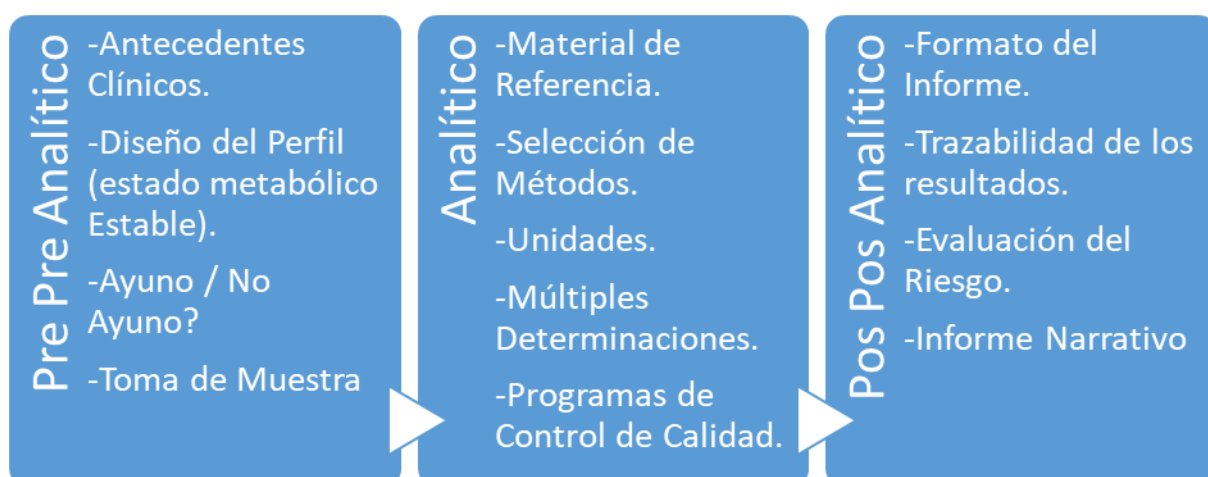 Pre Pre Analítico
-Antecedentes
Clínicos.
-Diseño del Perfil
(estado metabólico
Estable).
-Ayuno / No
Ayuno?
-Toma de Muestra
Analítico
-Material de
Referencia.
-Selección de
Métodos.
-Unidades.
-Múltiples
Determinaciones.
-Programas de
Control de Calidad.
Pos Pos Analítico
-Formato del
Informe.
-Trazabilidad de los
resultados.
-Evaluación del
Riesgo.
-Informe Narrativo